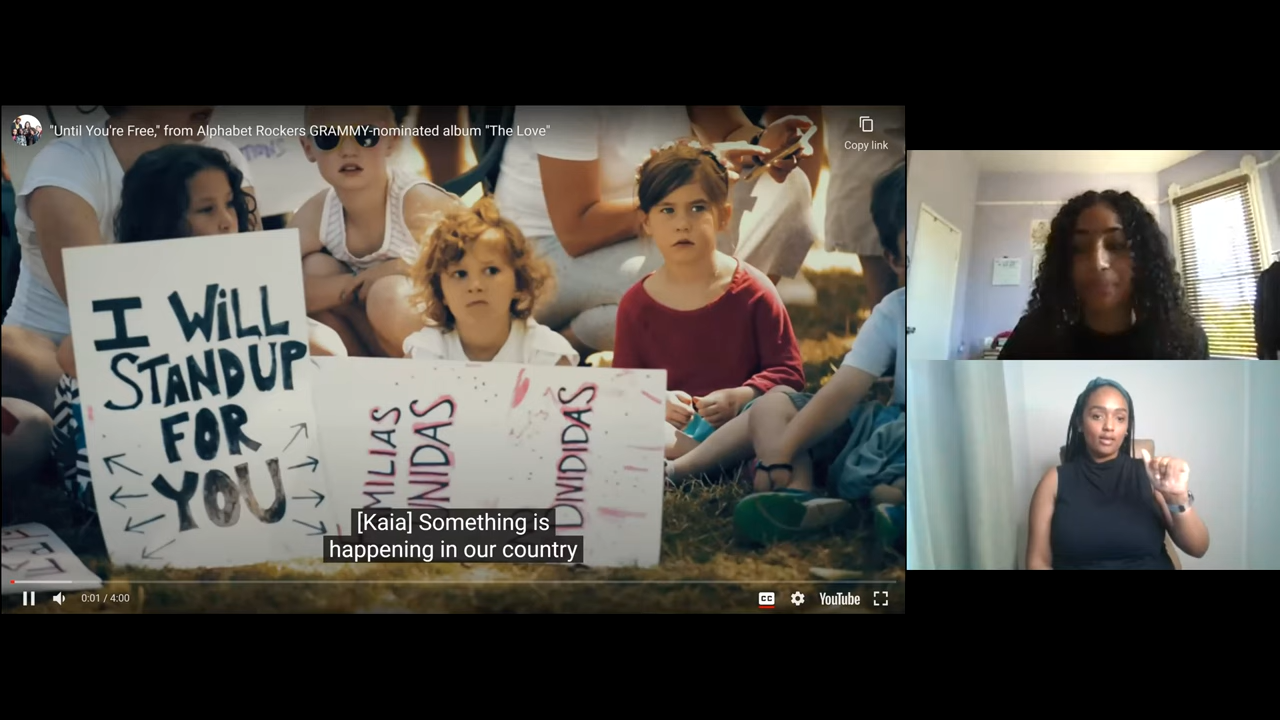 "Until You're Free," from Alphabet Rockers GRAMMY-nominated album "The Love"
Copy link
I WiLL
STAND UP
FOR
YOU
MILIAS
UNIDAS
DIVIDIDAS
[Kaia] Something is
happening in our country
0:01 / 4:00
CC
YouTube